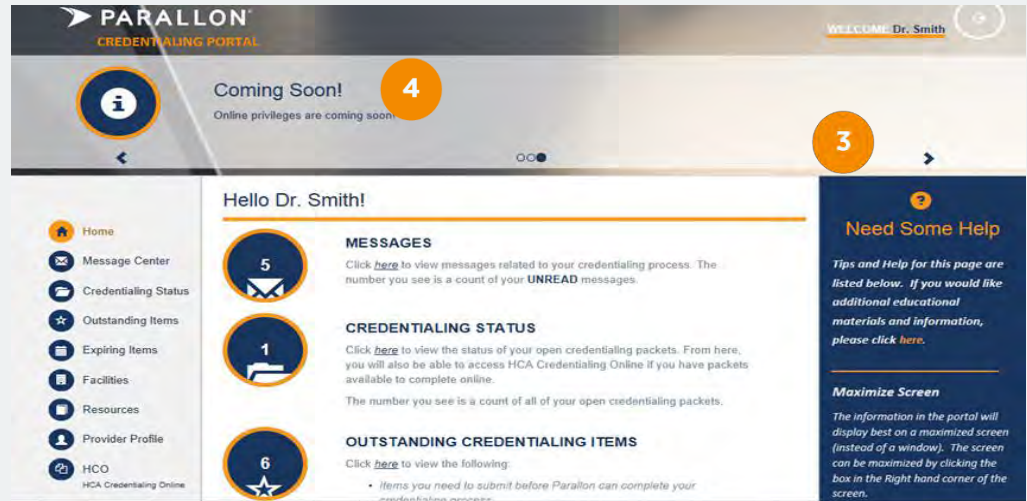 PARALLON
CREDENTIALING PORTAL
WELCOME Dr. Smith
Coming Soon!
4
Online privileges are coming soon!
3
Hello Dr. Smith!
Home
Message Center
Credentialing Status
Outstanding Items
Expiring Items
Facilities
Resources
Provider Profile
HCO
HCA Credentialing Online
5
MESSAGES
Click here to view messages related to your credentialing process. The
number you see is a count of your UNREAD messages.
1
CREDENTIALING STATUS
Click here to view the status of your open credentialing packets. From here,
you will also be able to access HCA Credentialing Online if you have packets
available to complete online.
The number you see is a count of all of your open credentialing packets.
6
OUTSTANDING CREDENTIALING ITEMS
Click here to view the following:
• Items you need to submit before Parallon can complete your
credentialing process
?
Need Some Help
Tips and Help for this page are
listed below. If you would like
additional educational
materials and information,
please click here.
Maximize Screen
The information in the portal will
display best on a maximized screen
(instead of a window). The screen
can be maximized by clicking the
box in the Right hand corner of the
screen.